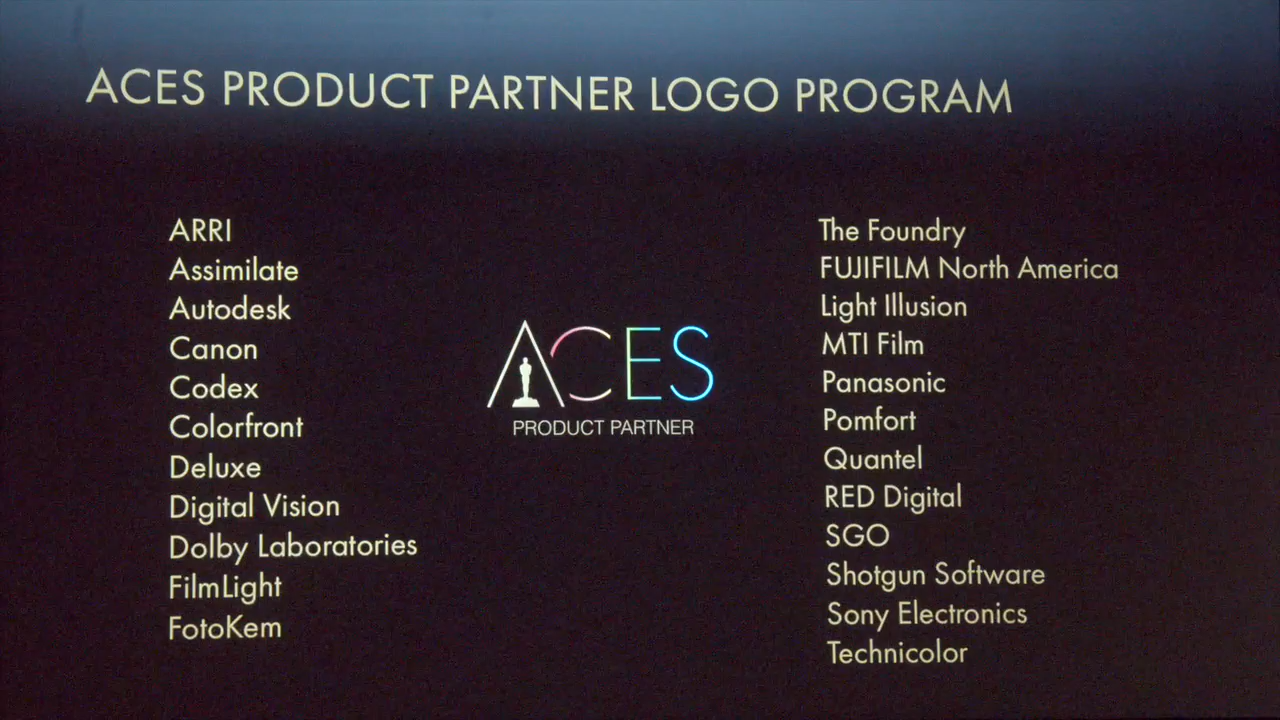 ACES PRODUCT PARTNER LOGO PROGRAM
ARRI
Assimilate
Autodesk
Canon
Codex
Colorfront
Deluxe
Digital Vision
Dolby Laboratories
FilmLight
FotoKem
ACES
PRODUCT PARTNER
The Foundry
FUJIFILM North America
Light Illusion
MTI Film
Panasonic
Pomfort
Quantel
RED Digital
SGO
Shotgun Software
Sony Electronics
Technicolor